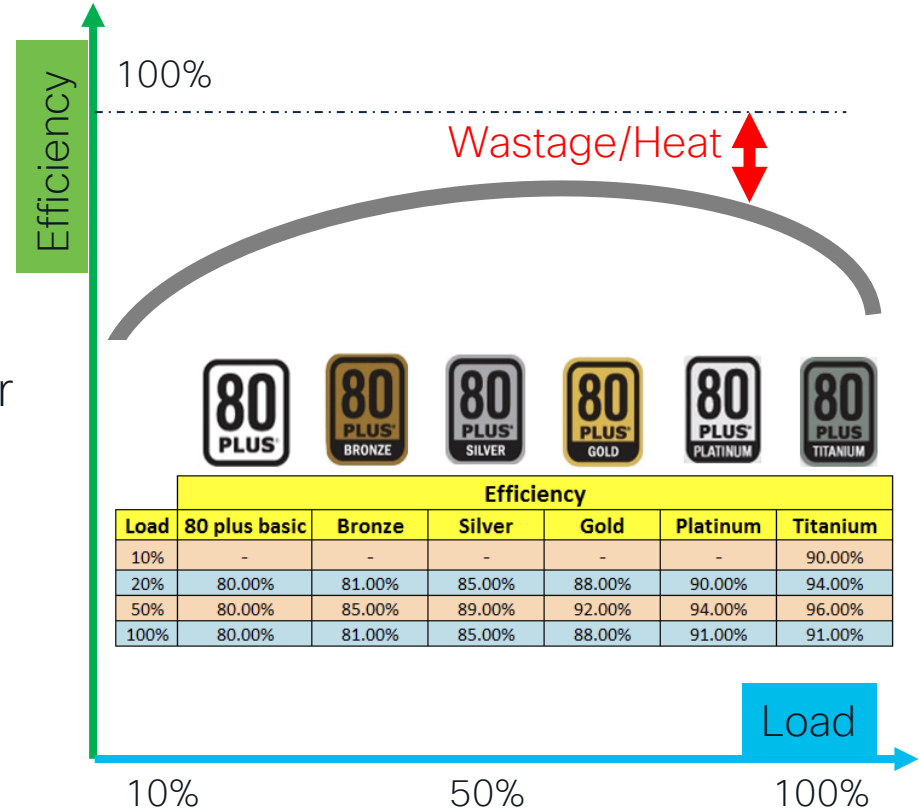 Efficiency
100%
Wastage/Heat
r
80 PLUS® 80 PLUS® BRONZE 80 PLUS® SILVER 80 PLUS® GOLD 80 PLUS® PLATINUM 80 PLUS TITANIUM
Efficiency
Load 80 plus basic Bronze Silver Gold Platinum Titanium
10% - - - - - 90.00%
20% 80.00% 81.00% 85.00% 88.00% 90.00% 94.00%
50% 80.00% 85.00% 89.00% 92.00% 94.00% 96.00%
100% 80.00% 81.00% 85.00% 88.00% 91.00% 91.00%
Load
10% 50% 100%